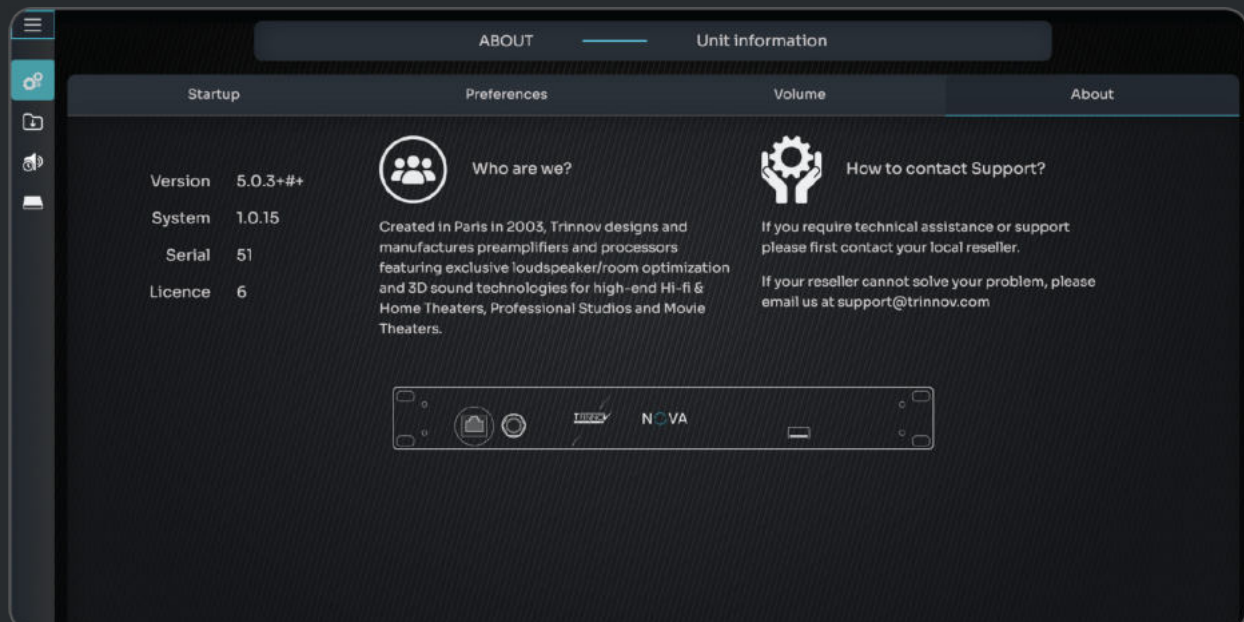 ABOUT Unit information
Startup Preferences Volume About
Version 5.0.3+#+
System 1.0.15
Serial 51
Licence 6
Who are we?
Created in Paris in 2003, Trinnov designs and
manufactures preamplifiers and processors
featuring exclusive loudspeaker/room optimization
and 3D sound technologies for high-end Hi-fi &
Home Theaters, Professional Studios and Movie
Theaters.
How to contact Support?
If you require technical assistance or support
please first contact your local reseller.
If your reseller cannot solve your problem, please
email us at support@trinnov.com
TRINNOV NOVA